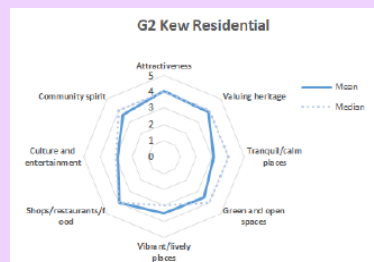 G2 Kew Residential
Attractiveness
5
4
3
2
1
0
Valuing heritage
Tranquil/calm
places
Green and open
spaces
Vibrant/lively
places
Shops/restaurants/f
ood
Culture and
entertainment
Community spirit
Mean
Median